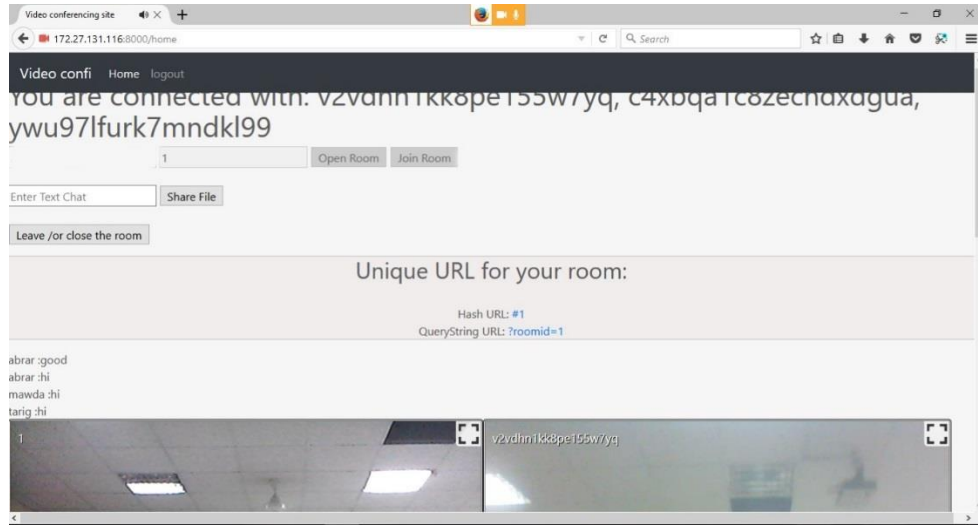 Video conferencing site
172.27.131.116:8000/home
Search
Video confi Home logout
You are connected with: v2vdhn1kk8pe155w7yq, c4xbqa1c8zechdxdgua,
ywu97lfurk7mndkl99
1 Open Room Join Room
Enter Text Chat Share File
Leave /or close the room
Unique URL for your room:
Hash URL: #1
QueryString URL: ?roomid=1
abrar :good
abrar :hi
mawda :hi
tarig :hi
1 v2vdhn1kk8pe155w7yq